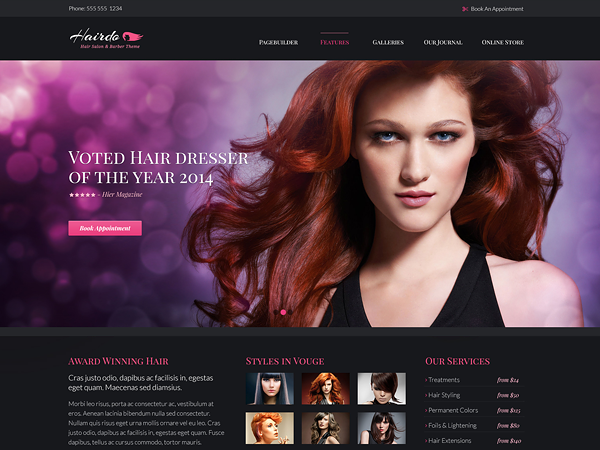 Phone: 555 555 1234
Book An Appointment
Hairdo
Hair Salon & Barber Theme
Pagebuilder
Features
Galleries
Our Journal
Online Store
Voted Hair dresser
of the year 2014
★★★★★ - Hier Magazine
Book Appointment
Award Winning Hair
Cras justo odio, dapibus ac facilisis in, egestas
eget quam. Maecenas sed diamsius.
Morbi leo risus, porta ac consectetur ac, vestibulum at
eros. Aenean lacinia bibendum nulla sed consectetur.
Nullam quis risus eget urna mollis ornare vel eu leo. Cras
justo odio, dapibus ac facilisis in, egestas eget quam. Fusce
dapibus, tellus ac cursus commodo, tortor mauris.
Styles in Vouge
Our Services
› Treatments from $24
› Hair Styling from $30
› Permanent Colors from $125
› Foils & Lightening from $80
› Hair Extensions from $140